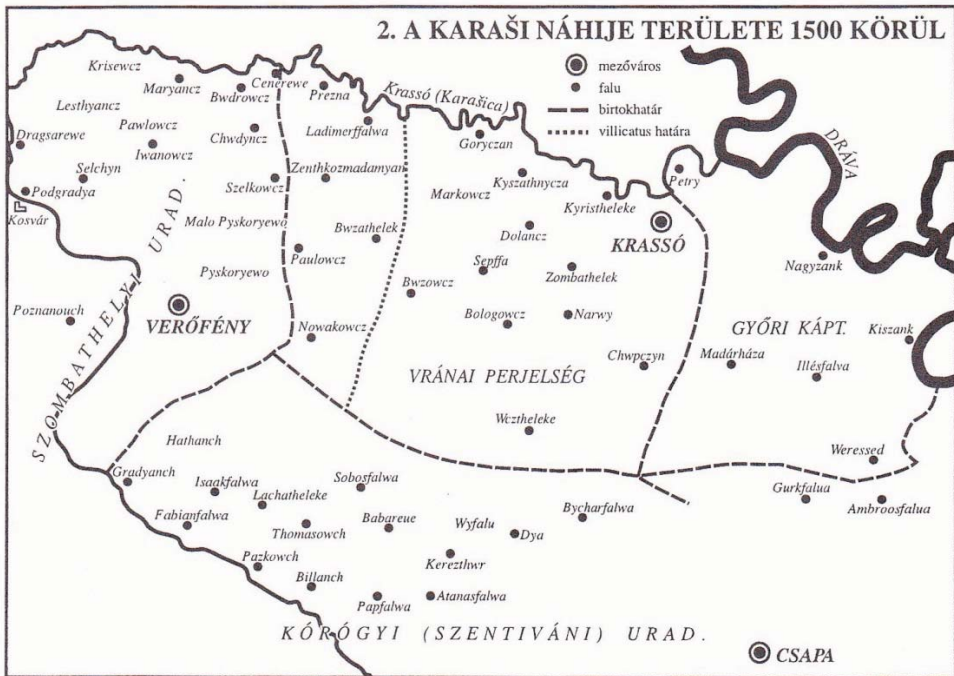 2. A KARAŠI NÁHIJE TERÜLETE 1500 KÖRÜL
mezőváros
falu
birtokhatár
villicatus határa
Krisewcz
Maryancz
Cenerewe
Bwdrowcz
Prezna
Krassó (Karašica)
Lesthyancz
Pawlowcz
Chwdyncz
Ladimerffalwa
Goryczan
DRÁVA
Dragsarewe
Iwanowcz
Selchyn
Szelkowcz
Zenthkozmadamyan
Markowcz
Kyszathnycza
Petry
Podgradya
Kosvár
Kyristheleke
KRASSÓ
Malo Pyskoryewo
Bwzathelek
Dolancz
Paulowcz
Sepffa
Zombathelek
Nagyzank
Pyskoryewo
Bwzowcz
VERŐFÉNY
Poznanouch
Nowakowcz
Bologowcz
Narwy
GYŐRI KÁPT.
Kiszank
SZOMBATHELYI URAD.
VRÁNAI PERJELSÉG
Chwpczyn
Madárháza
Illésfalva
Wcztheleke
Hathanch
Weressed
Gradyanch
Isaakfalwa
Sobosfalwa
Lachatheleke
Gurkfalua
Ambroosfalua
Fabianfalwa
Thomasowch
Babareue
Wyfalu
Dya
Bycharfalwa
Pazkowch
Kerezthwr
Billanch
Papfalwa
Atanasfalwa
KÓRÓGYI (SZENTIVÁNI) URAD.
CSAPA